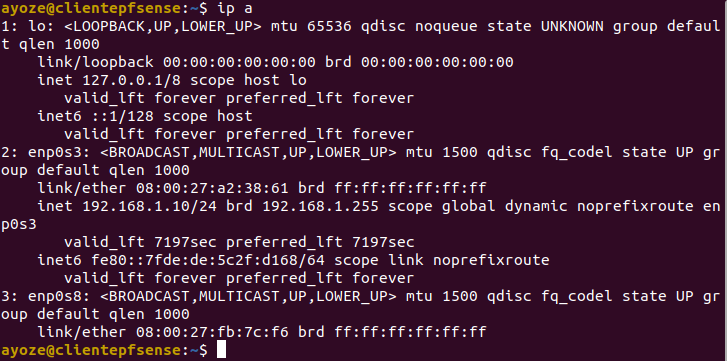 ayoze@clientepfsense:~$ ip a
1: lo: <LOOPBACK,UP,LOWER_UP> mtu 65536 qdisc noqueue state UNKNOWN group defaul
t qlen 1000
    link/loopback 00:00:00:00:00:00 brd 00:00:00:00:00:00
    inet 127.0.0.1/8 scope host lo
       valid_lft forever preferred_lft forever
    inet6 ::1/128 scope host
       valid_lft forever preferred_lft forever
2: enp0s3: <BROADCAST,MULTICAST,UP,LOWER_UP> mtu 1500 qdisc fq_codel state UP gr
oup default qlen 1000
    link/ether 08:00:27:a2:38:61 brd ff:ff:ff:ff:ff:ff
    inet 192.168.1.10/24 brd 192.168.1.255 scope global dynamic noprefixroute en
p0s3
       valid_lft 7197sec preferred_lft 7197sec
    inet6 fe80::7fde:de:5c2f:d168/64 scope link noprefixroute
       valid_lft forever preferred_lft forever
3: enp0s8: <BROADCAST,MULTICAST,UP,LOWER_UP> mtu 1500 qdisc fq_codel state UP gr
oup default qlen 1000
    link/ether 08:00:27:fb:7c:f6 brd ff:ff:ff:ff:ff:ff
ayoze@clientepfsense:~$